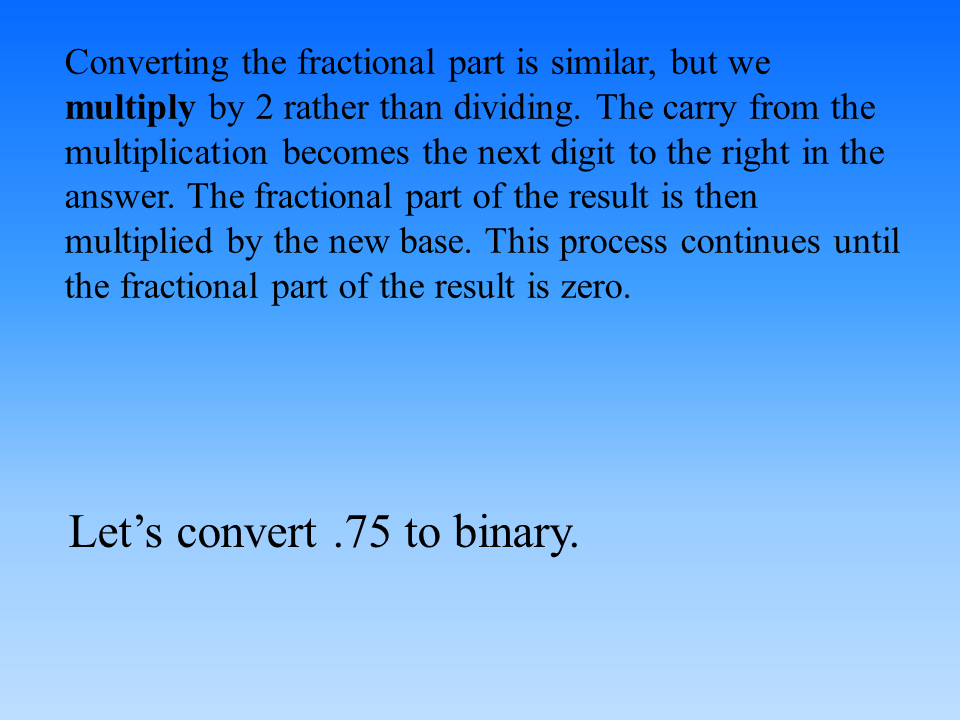 Converting the fractional part is similar, but we
multiply by 2 rather than dividing. The carry from the
multiplication becomes the next digit to the right in the
answer. The fractional part of the result is then
multiplied by the new base. This process continues until
the fractional part of the result is zero.
Let’s convert .75 to binary.